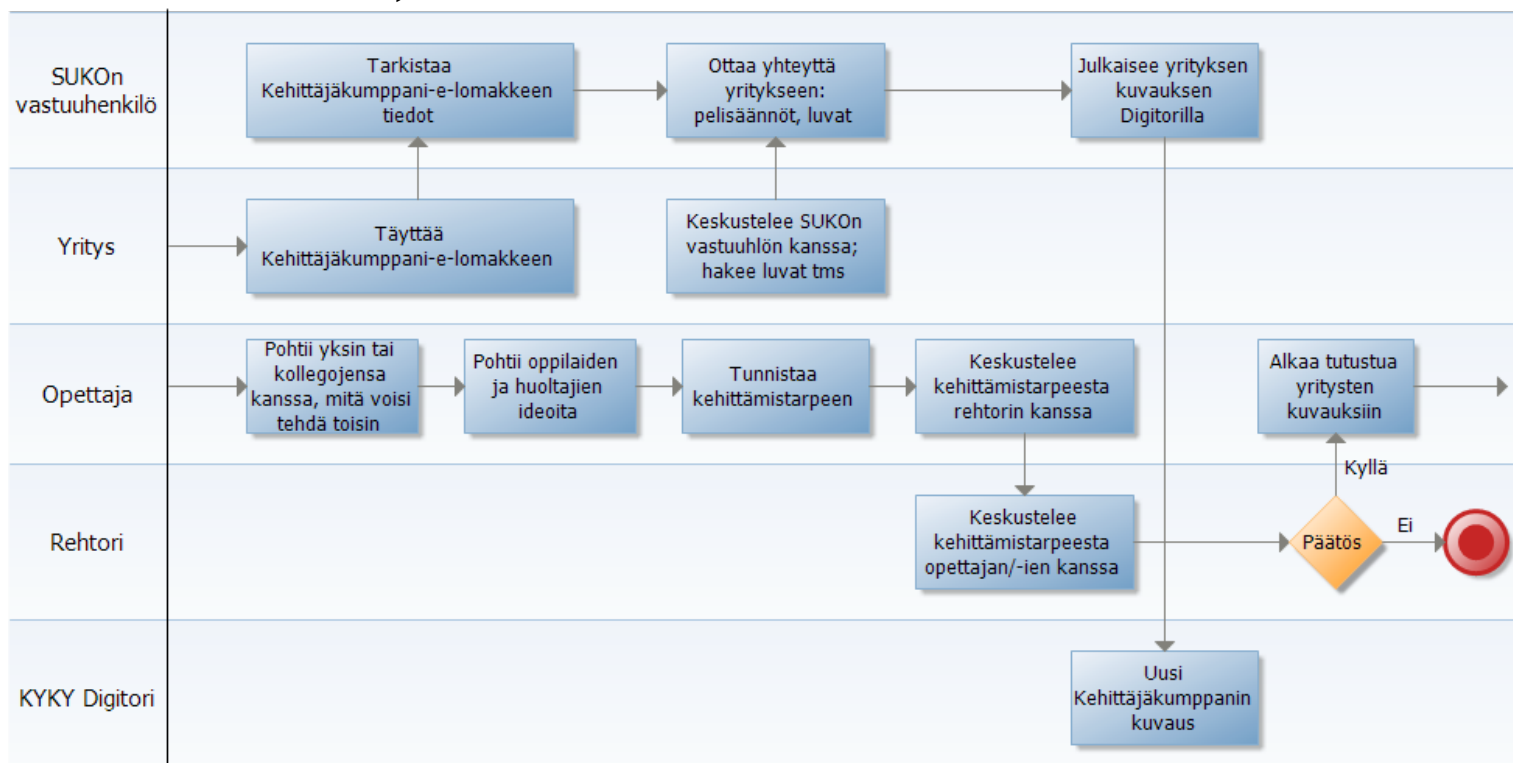 SUKOn
vastuuhenkilö
Tarkistaa
Kehittäjäkumppani-e-lomakkeen
tiedot
Ottaa yhteyttä
yritykseen:
pelisäännöt, luvat
Julkaisee yrityksen
kuvauksen
Digitorilla
Yritys
Täyttää
Kehittäjäkumppani-e-lomakkeen
Keskustelee SUKOn
vastuuhlön kanssa;
hakee luvat tms
Opettaja
Pohtii yksin tai
kollegojensa
kanssa, mitä voisi
tehdä toisin
Pohtii oppilaiden
ja huoltajien
ideoita
Tunnistaa
kehittämistarpeen
Keskustelee
kehittämistarpeesta
rehtorin kanssa
Alkaa tutustua
yritysten
kuvauksiin
Kyllä
Rehtori
Keskustelee
kehittämistarpeesta
opettajan/-ien kanssa
Päätös
Ei
KYKY Digitori
Uusi
Kehittäjäkumppanin
kuvaus